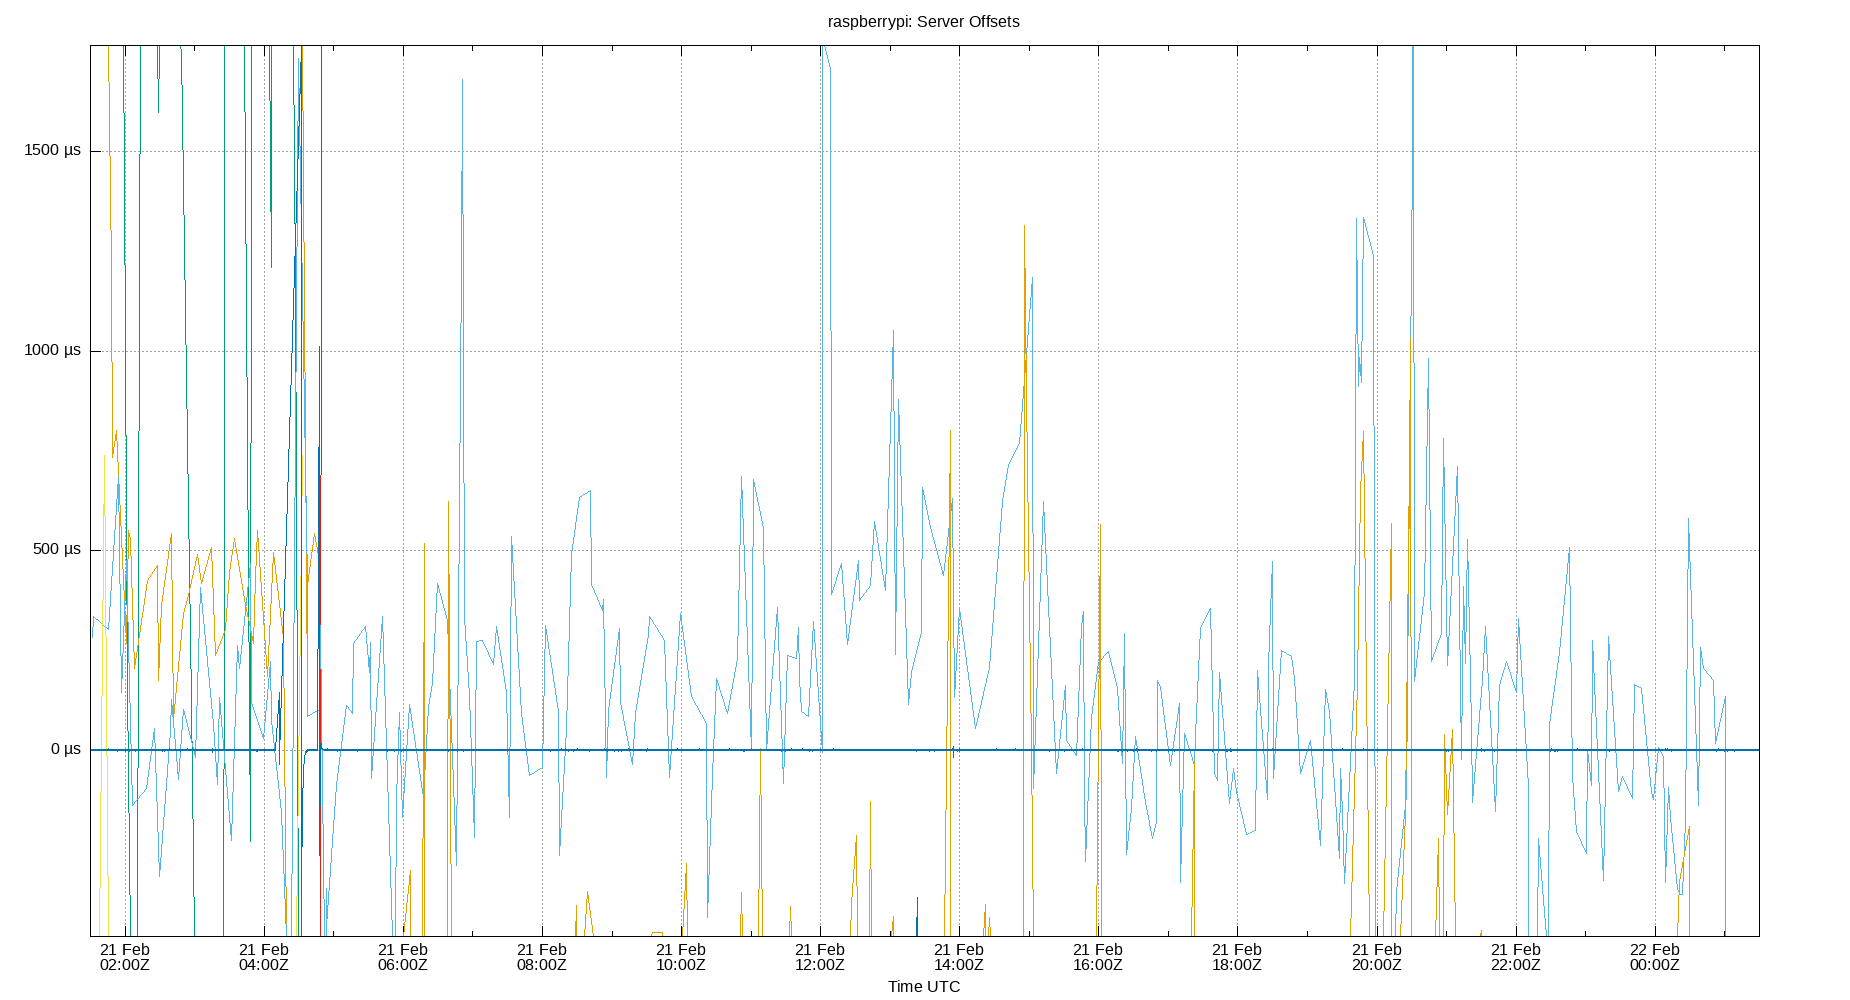 raspberrypi: Server Offsets
1500 µs
1000 µs
500 µs
0 µs
21 Feb 21 Feb 21 Feb 21 Feb 21 Feb 21 Feb 21 Feb 21 Feb 21 Feb 21 Feb 21 Feb 22 Feb
02:00Z 04:00Z 06:00Z 08:00Z 10:00Z 12:00Z 14:00Z 16:00Z 18:00Z 20:00Z 22:00Z 00:00Z
Time UTC